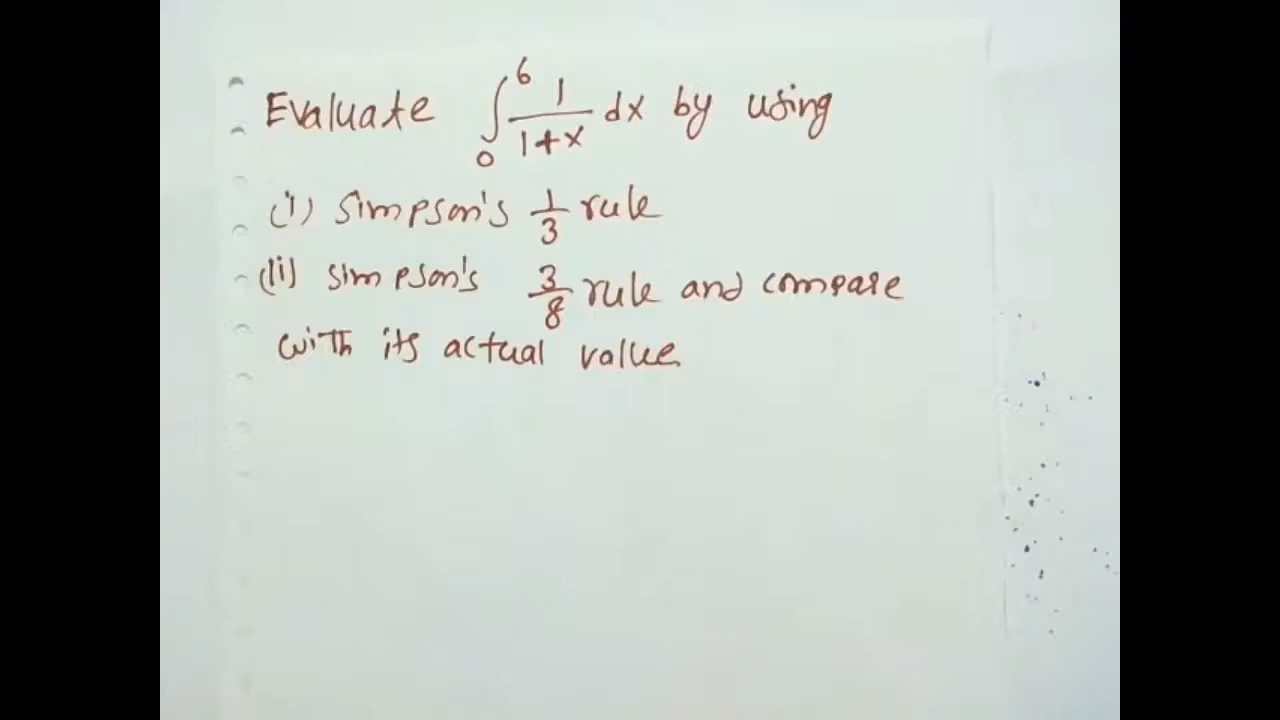 Evaluate ∫₀⁶ 1/(1+x) dx by using
(i) Simpson's 1/3 rule
(ii) Simpson's 3/8 rule and compare
with its actual value.